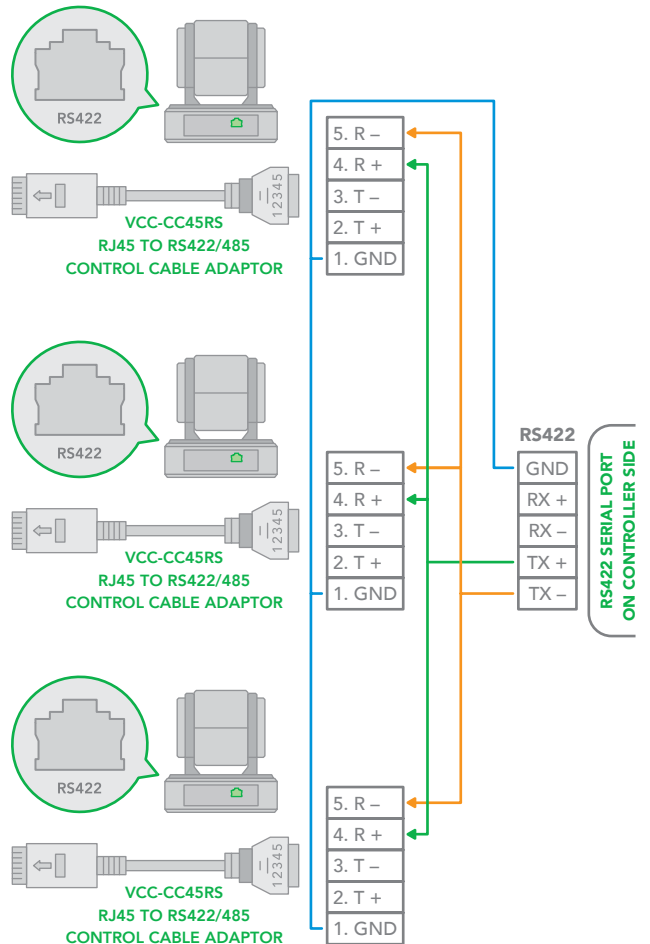 RS422
12345
VCC-CC45RS
RJ45 TO RS422/485
CONTROL CABLE ADAPTOR
5. R –
4. R +
3. T –
2. T +
1. GND
RS422
12345
VCC-CC45RS
RJ45 TO RS422/485
CONTROL CABLE ADAPTOR
5. R –
4. R +
3. T –
2. T +
1. GND
RS422
GND
RX +
RX –
TX +
TX –
RS422 SERIAL PORT
ON CONTROLLER SIDE
RS422
12345
VCC-CC45RS
RJ45 TO RS422/485
CONTROL CABLE ADAPTOR
5. R –
4. R +
3. T –
2. T +
1. GND